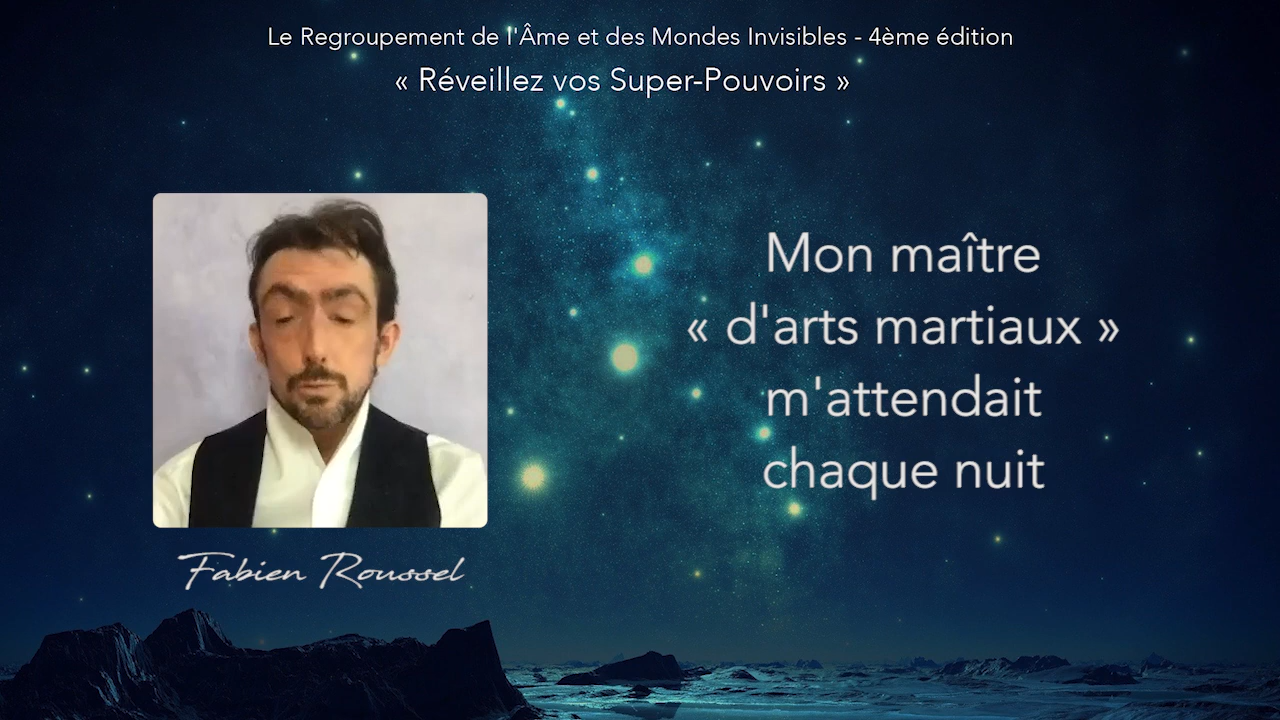 Le Regroupement de l'Âme et des Mondes Invisibles - 4ème édition
« Réveillez vos Super-Pouvoirs »
Mon maître
« d'arts martiaux »
m'attendait
chaque nuit
Fabien Roussel